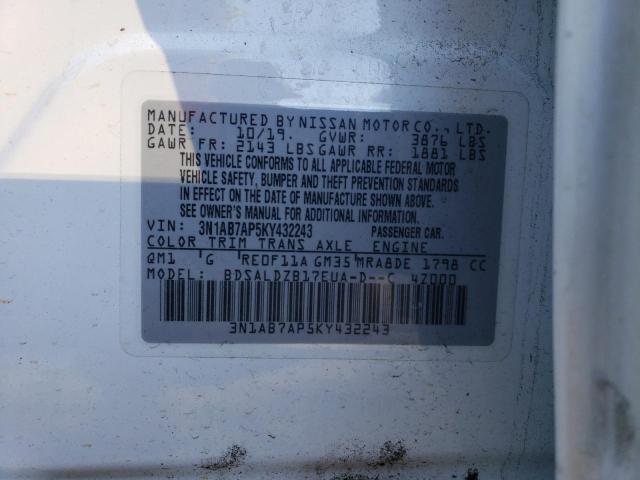 MANUFACTURED BY NISSAN MOTOR CO., LTD.
DATE: 10/19 GVWR: 3876 LBS
GAWR FR: 2143 LBS GAWR RR: 1881 LBS
THIS VEHICLE CONFORMS TO ALL APPLICABLE FEDERAL MOTOR
VEHICLE SAFETY, BUMPER AND THEFT PREVENTION STANDARDS
IN EFFECT ON THE DATE OF MANUFACTURE SHOWN ABOVE.
SEE OWNER'S MANUAL FOR ADDITIONAL INFORMATION.
VIN: 3N1AB7AP5KY432243 PASSENGER CAR.
COLOR TRIM TRANS AXLE ENGINE
QM1 G RE0F11A GM35 MRA8DE 1798 CC
MODEL: BDSALDZB17EUA-D--C 4Z000
3N1AB7AP5KY432243